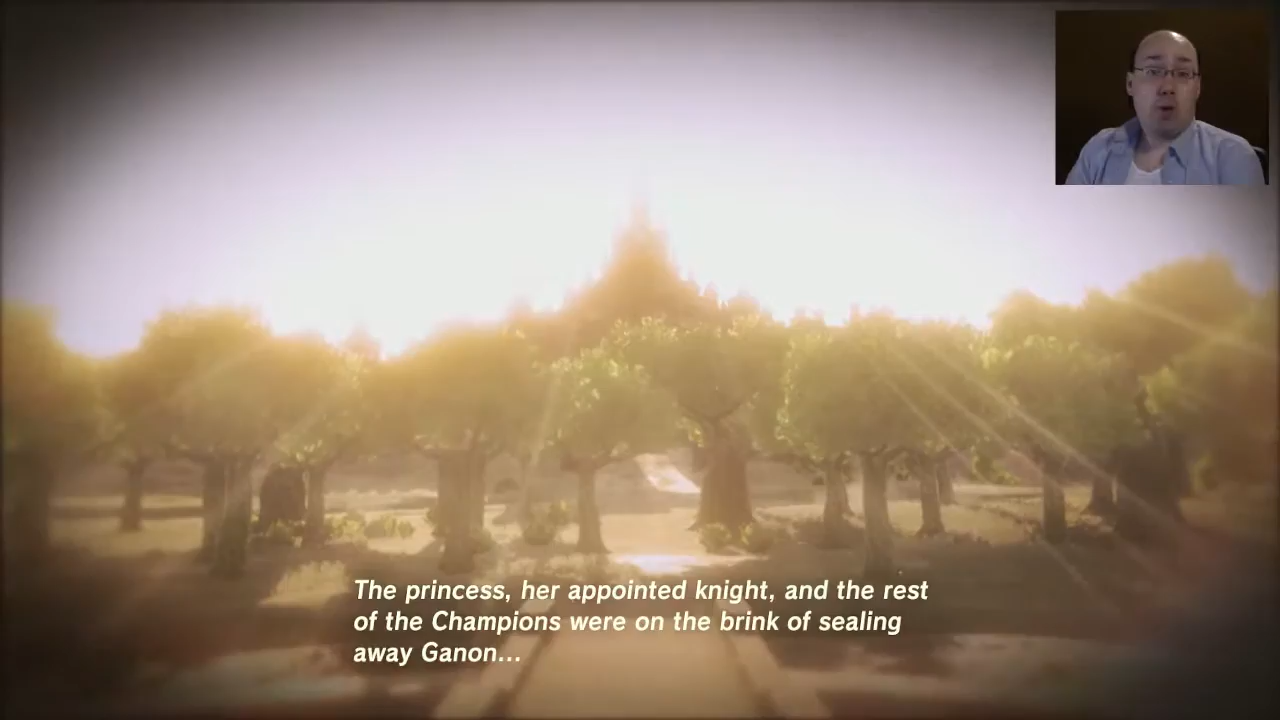 The princess, her appointed knight, and the rest
of the Champions were on the brink of sealing
away Ganon...